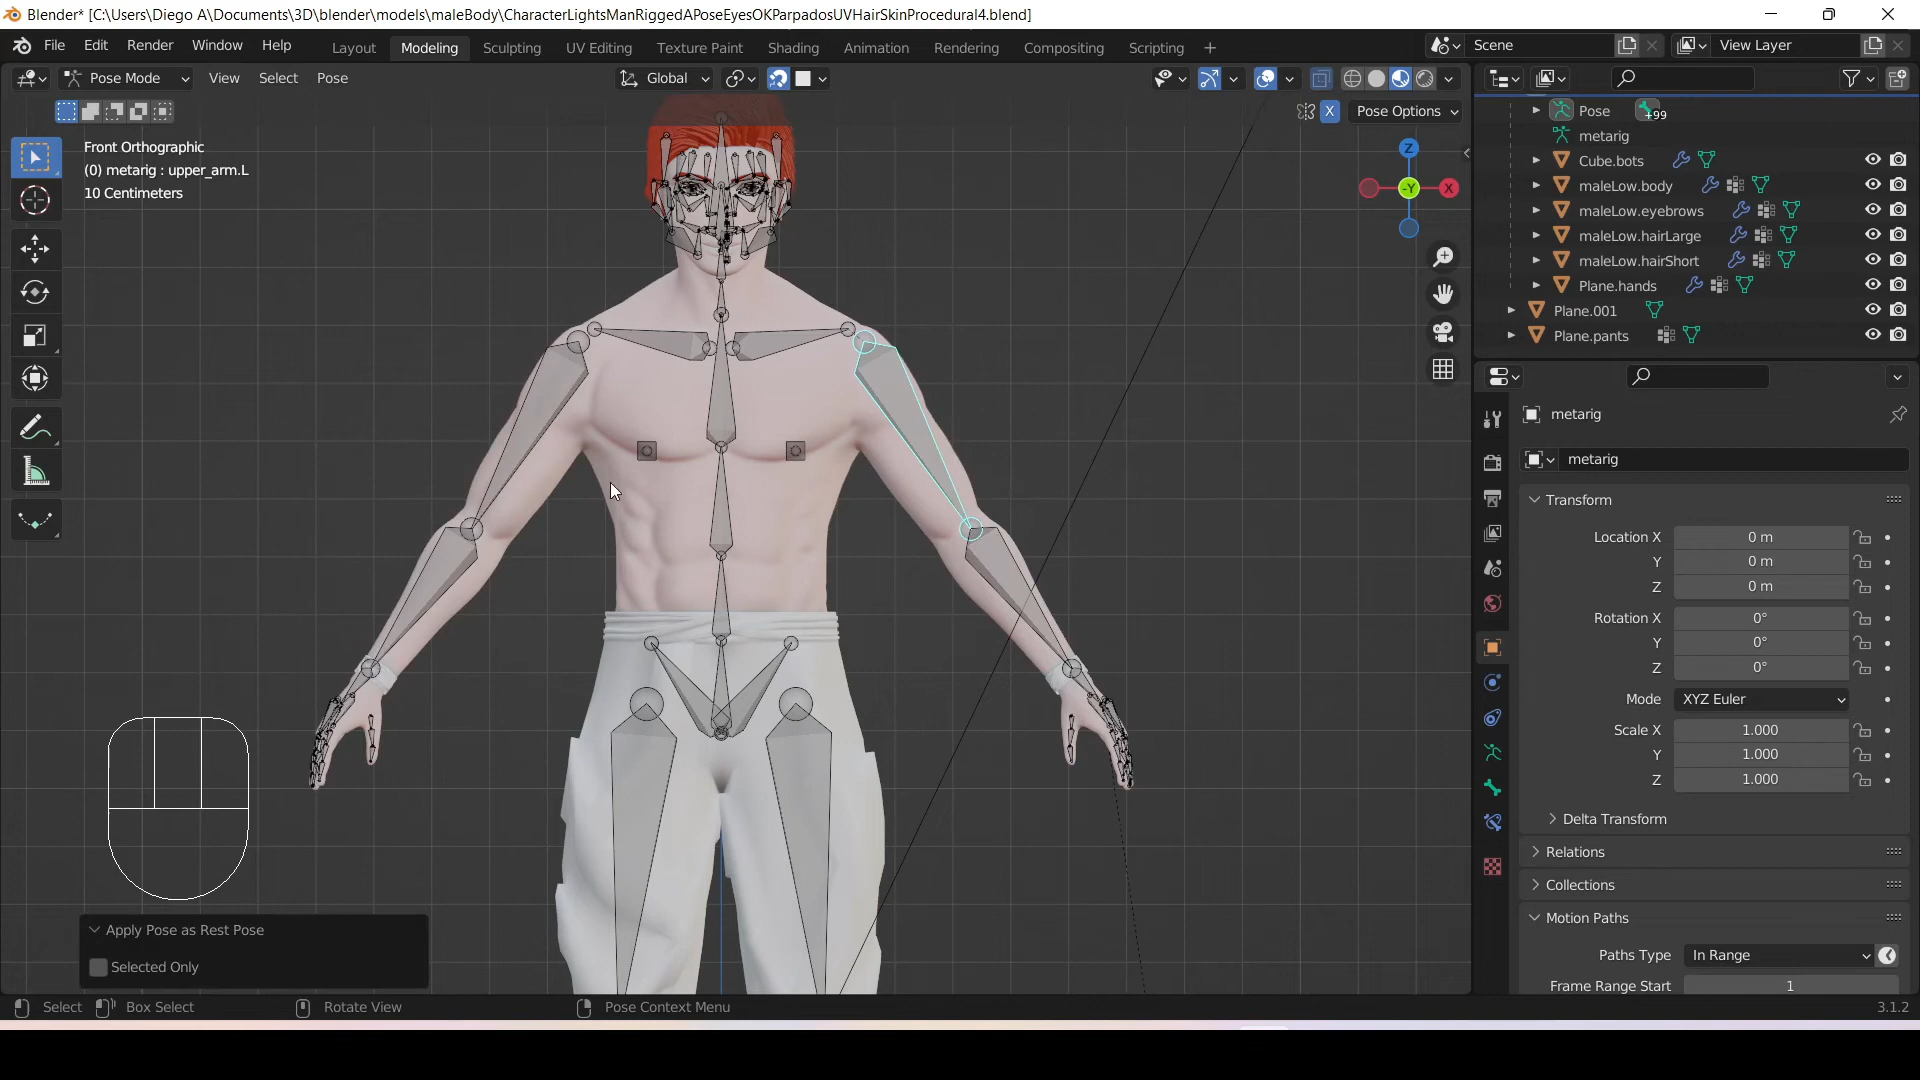 Blender* [C:\Users\Diego A\Documents\3D\blender\models\maleBody\CharacterLightsManRiggedAPoseEyesOKParpadosUVHairSkinProcedural4.blend]
File Edit Render Window Help Layout Modeling Sculpting UV Editing Texture Paint Shading Animation Rendering Compositing Scripting + Scene View Layer
Pose Mode View Select Pose Global
X Pose Options
Front Orthographic
(0) metarig : upper_arm.L
10 Centimeters
Z
X
-Y
Pose +99
metarig
Cube.bots
maleLow.body
maleLow.eyebrows
maleLow.hairLarge
maleLow.hairShort
Plane.hands
Plane.001
Plane.pants
metarig
metarig
Transform
Location X 0 m
Y 0 m
Z 0 m
Rotation X 0°
Y 0°
Z 0°
Mode XYZ Euler
Scale X 1.000
Y 1.000
Z 1.000
Delta Transform
Relations
Collections
Motion Paths
Paths Type In Range
Frame Range Start 1
Apply Pose as Rest Pose
Selected Only
Select Box Select Rotate View Pose Context Menu 3.1.2